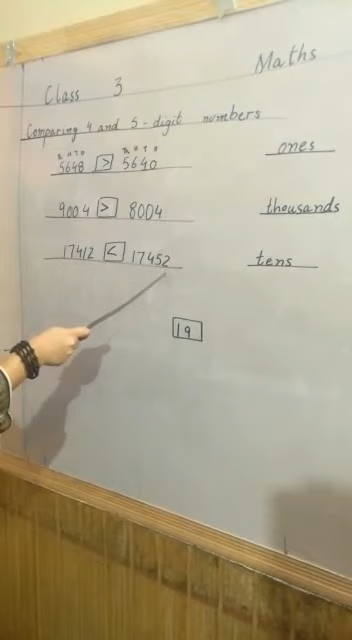 Maths
Class 3
Comparing 4 and 5-digit numbers
Th H T O Th H T O
5648 > 5640 ones
9004 > 8004 thousands
17412 < 17452 tens
19